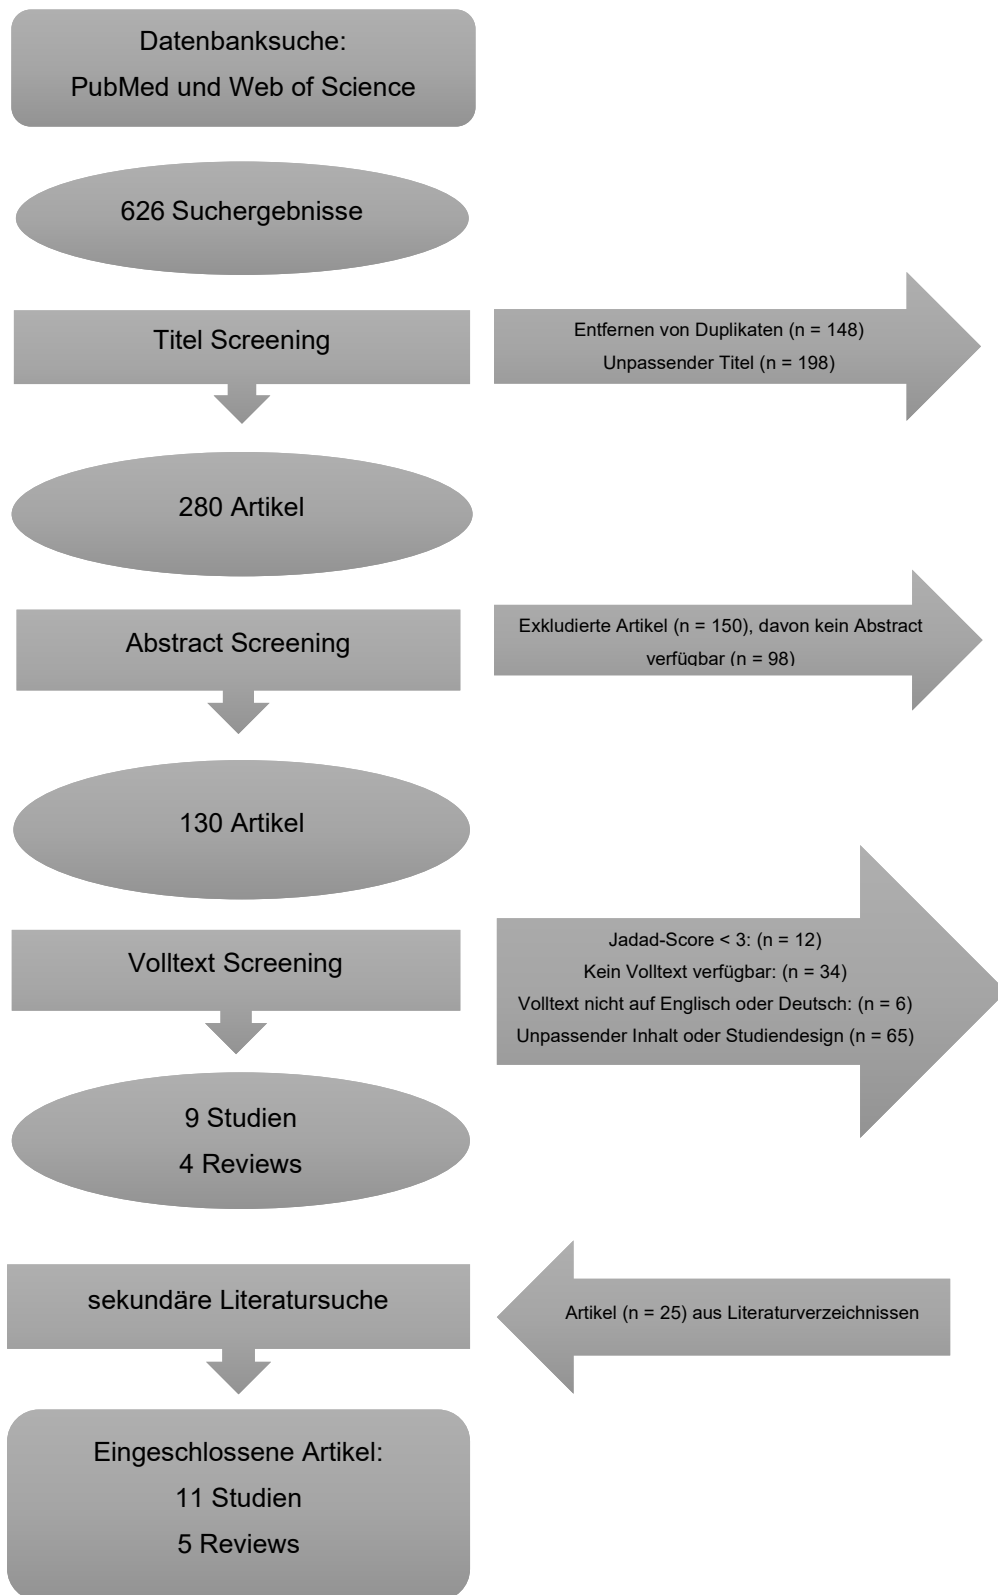 Datenbanksuche:
PubMed und Web of Science
626 Suchergebnisse
Titel Screening
Entfernen von Duplikaten (n = 148)
Unpassender Titel (n = 198)
280 Artikel
Abstract Screening
Exkludierte Artikel (n = 150), davon kein Abstract
verfügbar (n = 98)
130 Artikel
Volltext Screening
Jadad-Score < 3: (n = 12)
Kein Volltext verfügbar: (n = 34)
Volltext nicht auf Englisch oder Deutsch: (n = 6)
Unpassender Inhalt oder Studiendesign (n = 65)
9 Studien
4 Reviews
sekundäre Literatursuche
Artikel (n = 25) aus Literaturverzeichnissen
Eingeschlossene Artikel:
11 Studien
5 Reviews